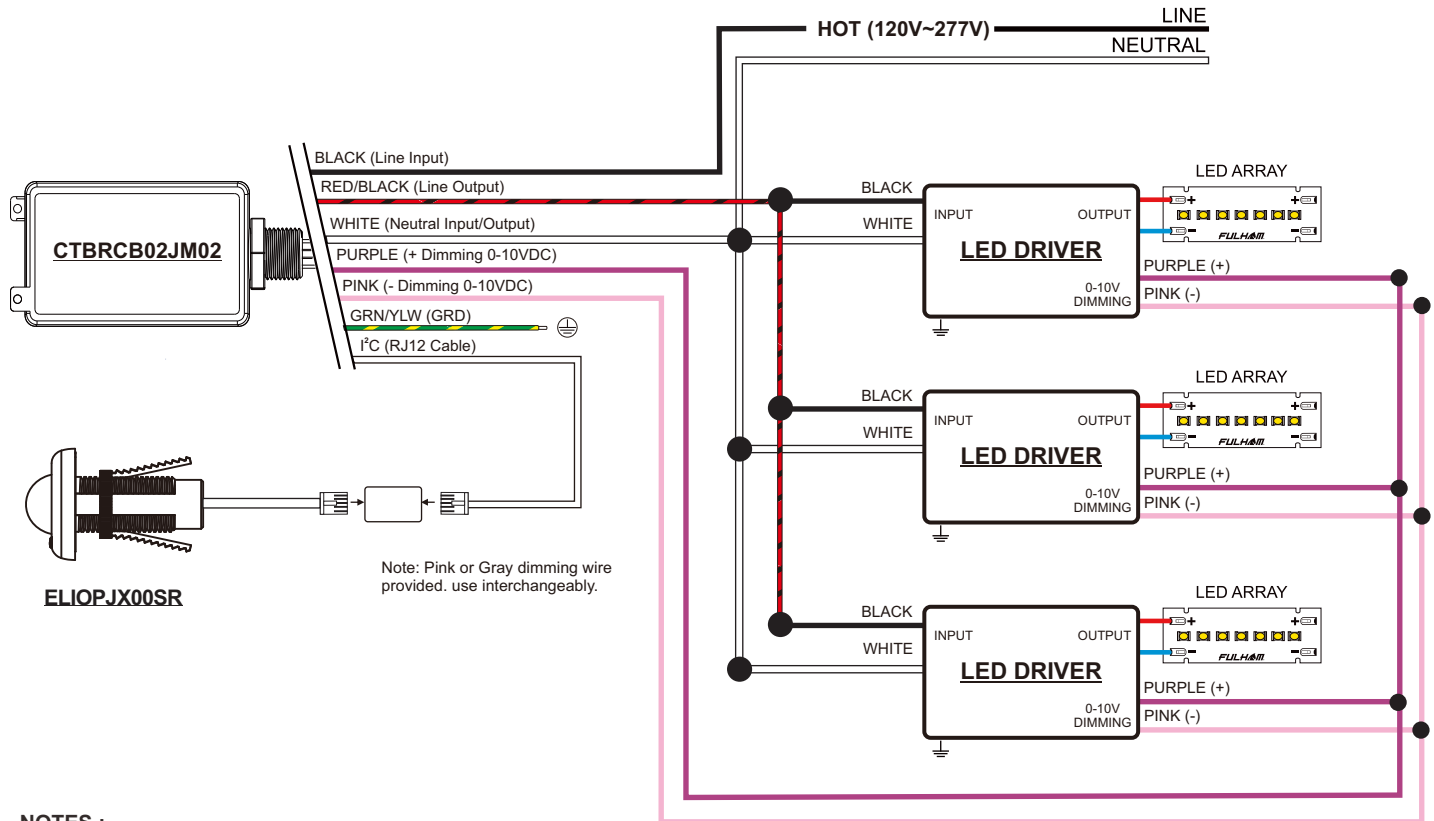 LINE
HOT (120V~277V)
NEUTRAL
BLACK (Line Input)
RED/BLACK (Line Output)
WHITE (Neutral Input/Output)
PURPLE (+ Dimming 0-10VDC)
PINK (- Dimming 0-10VDC)
GRN/YLW (GRD)
I²C (RJ12 Cable)
CTBRCB02JM02
ELIOPJX00SR
Note: Pink or Gray dimming wire
provided. use interchangeably.
BLACK
WHITE
INPUT
OUTPUT
LED DRIVER
0-10V
DIMMING
LED ARRAY
+ +
- -
FULHAM
PURPLE (+)
PINK (-)
BLACK
WHITE
INPUT
OUTPUT
LED DRIVER
0-10V
DIMMING
LED ARRAY
+ +
- -
FULHAM
PURPLE (+)
PINK (-)
BLACK
WHITE
INPUT
OUTPUT
LED DRIVER
0-10V
DIMMING
LED ARRAY
+ +
- -
FULHAM
PURPLE (+)
PINK (-)
NOTES :